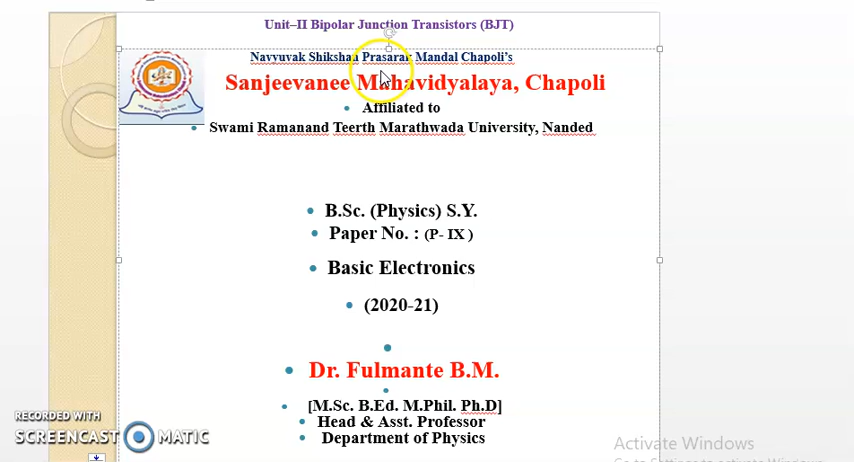 Unit–II Bipolar Junction Transistors (BJT)
Navyuvak Shikshan Prasarak Mandal Chapoli's
Sanjeevanee Mahavidyalaya, Chapoli
• Affiliated to
• Swami Ramanand Teerth Marathwada University, Nanded
• B.Sc. (Physics) S.Y.
• Paper No. : (P- IX )
• Basic Electronics
• (2020-21)
• Dr. Fulmante B.M.
• [M.Sc. B.Ed. M.Phil. Ph.D]
• Head & Asst. Professor
• Department of Physics
RECORDED WITH
SCREENCAST MATIC
Activate Windows